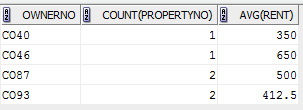 OWNERNO COUNT(PROPERTYNO) AVG(RENT)
CO40 1 350
CO46 1 650
CO87 2 500
CO93 2 412.5